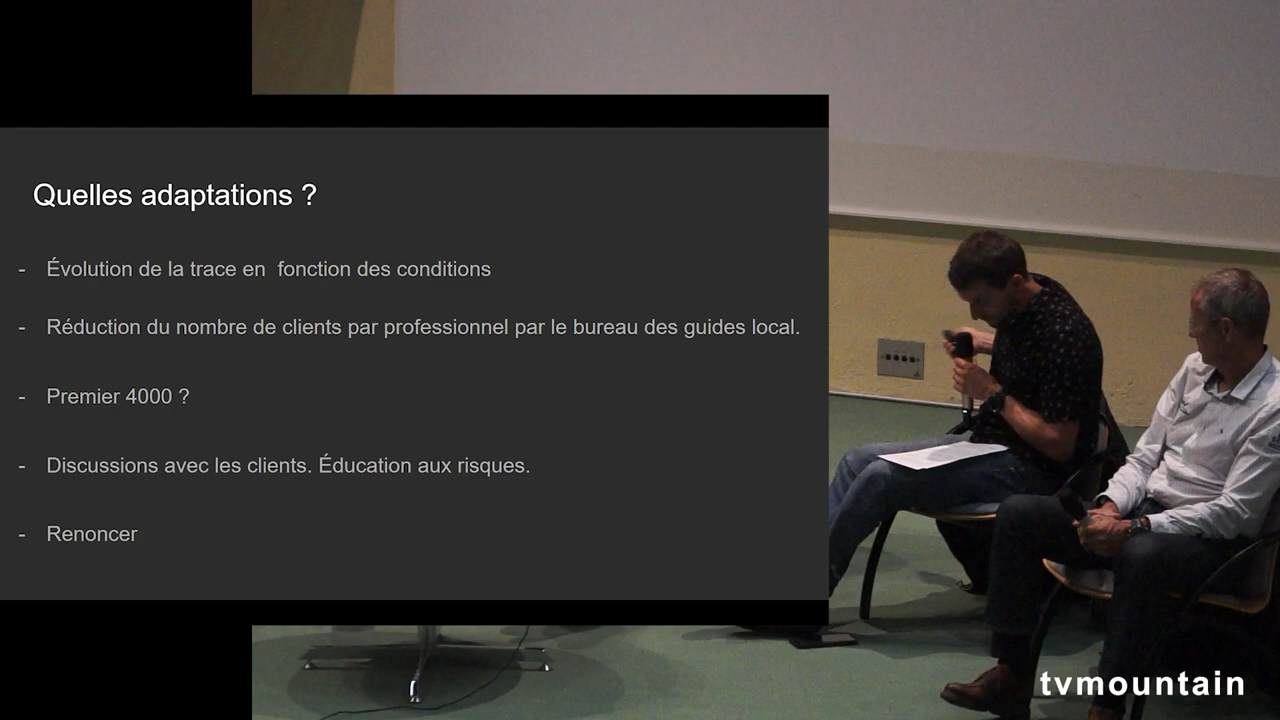 Quelles adaptations ?
- Évolution de la trace en  fonction des conditions
- Réduction du nombre de clients par professionnel par le bureau des guides local.
- Premier 4000 ?
- Discussions avec les clients. Éducation aux risques.
- Renoncer
tvmountain